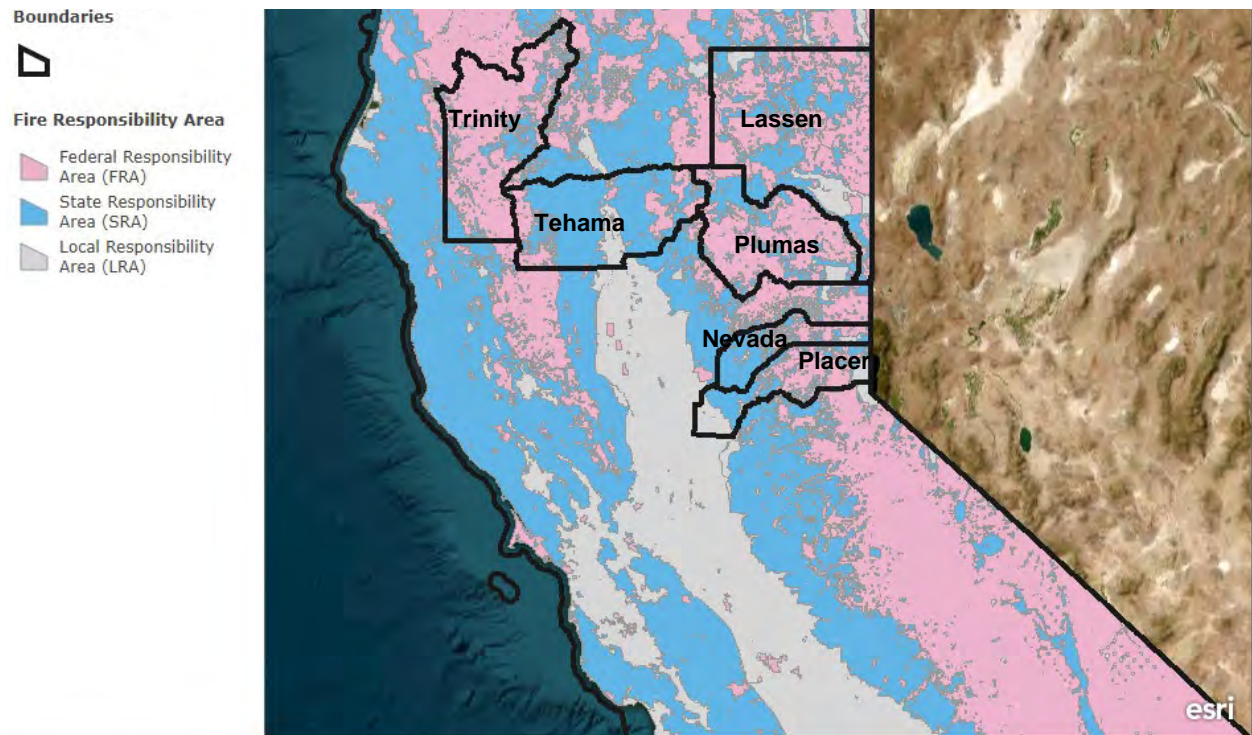 Boundaries
Fire Responsibility Area
Federal Responsibility
Area (FRA)
State Responsibility
Area (SRA)
Local Responsibility
Area (LRA)
Trinity
Lassen
Tehama
Plumas
Nevada
Placer
esri